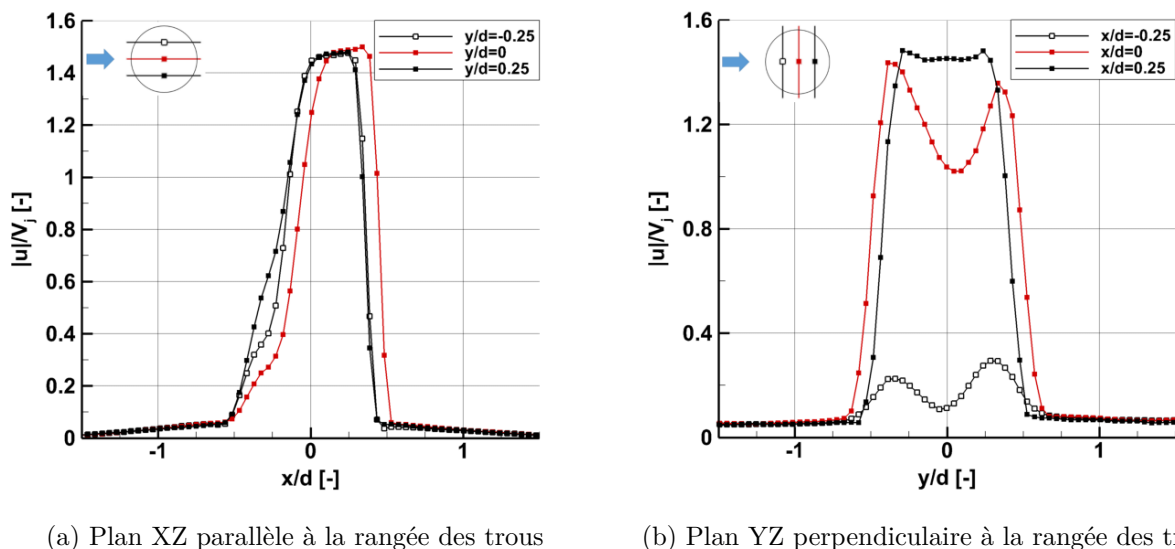 1.6
1.4
1.2
1
0.8
0.6
0.4
0.2
0
|u|/V_j [-]
-1
0
1
x/d [-]
y/d=-0.25
y/d=0
y/d=0.25
(a) Plan XZ parallèle à la rangée des trous
1.6
1.2
0.8
0.4
0
|u|/V_j [-]
-1
0
1
y/d [-]
x/d=-0.25
x/d=0
x/d=0.25
(b) Plan YZ perpendiculaire à la rangée des